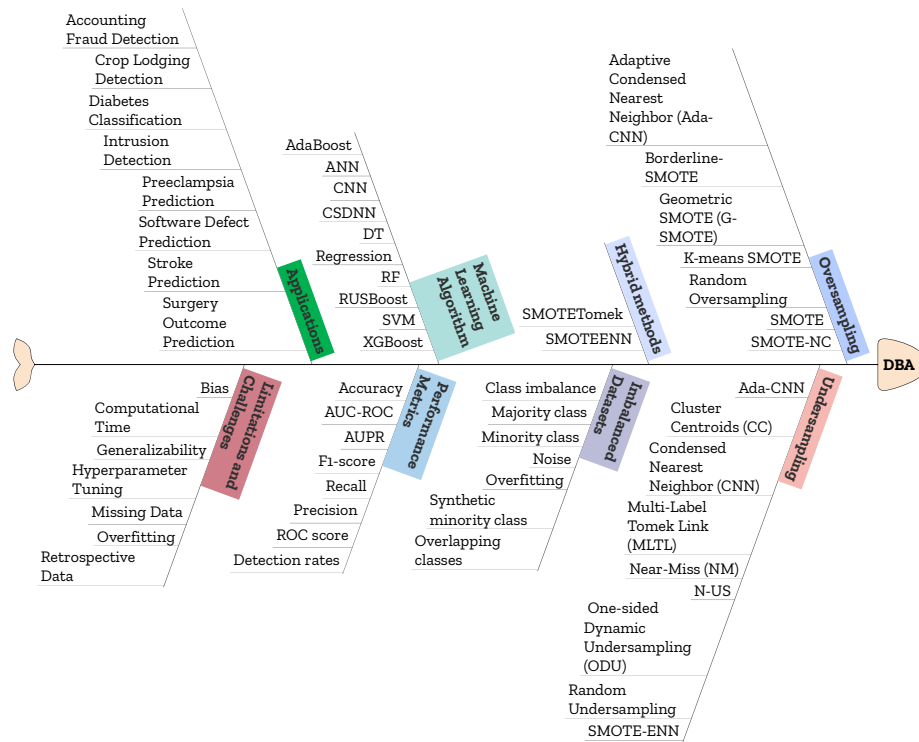 Accounting
Fraud Detection
Crop Lodging
Detection
Diabetes
Classification
Intrusion
Detection
Preeclampsia
Prediction
Software Defect
Prediction
Stroke
Prediction
Surgery
Outcome
Prediction
Applications
AdaBoost
ANN
CNN
CSDNN
DT
Regression
RF
RUSBoost
SVM
XGBoost
Machine
Learning
Algorithm
SMOTETomek
SMOTEENN
Hybrid methods
Adaptive
Condensed
Nearest
Neighbor (Ada-
CNN)
Borderline-
SMOTE
Geometric
SMOTE (G-
SMOTE)
K-means SMOTE
Random
Oversampling
SMOTE
SMOTE-NC
Oversampling
DBA
Bias
Computational
Time
Generalizability
Hyperparameter
Tuning
Missing Data
Overfitting
Retrospective
Data
Limitations and
Challenges
Accuracy
AUC-ROC
AUPR
F1-score
Recall
Precision
ROC score
Detection rates
Performance
Metrics
Class imbalance
Majority class
Minority class
Noise
Overfitting
Synthetic
minority class
Overlapping
classes
Imbalanced
Datasets
Ada-CNN
Cluster
Centroids (CC)
Condensed
Nearest
Neighbor (CNN)
Multi-Label
Tomek Link
(MLTL)
Near-Miss (NM)
N-US
One-sided
Dynamic
Undersampling
(ODU)
Random
Undersampling
SMOTE-ENN
Undersampling